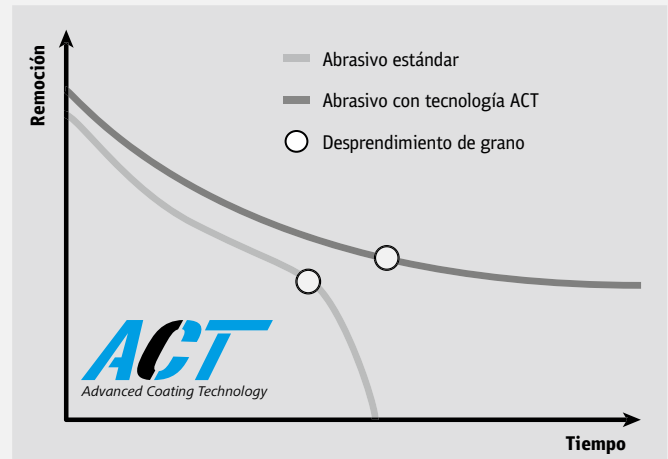 Remoción
Abrasivo estándar
Abrasivo con tecnología ACT
Desprendimiento de grano
ACT
Advanced Coating Technology
Tiempo